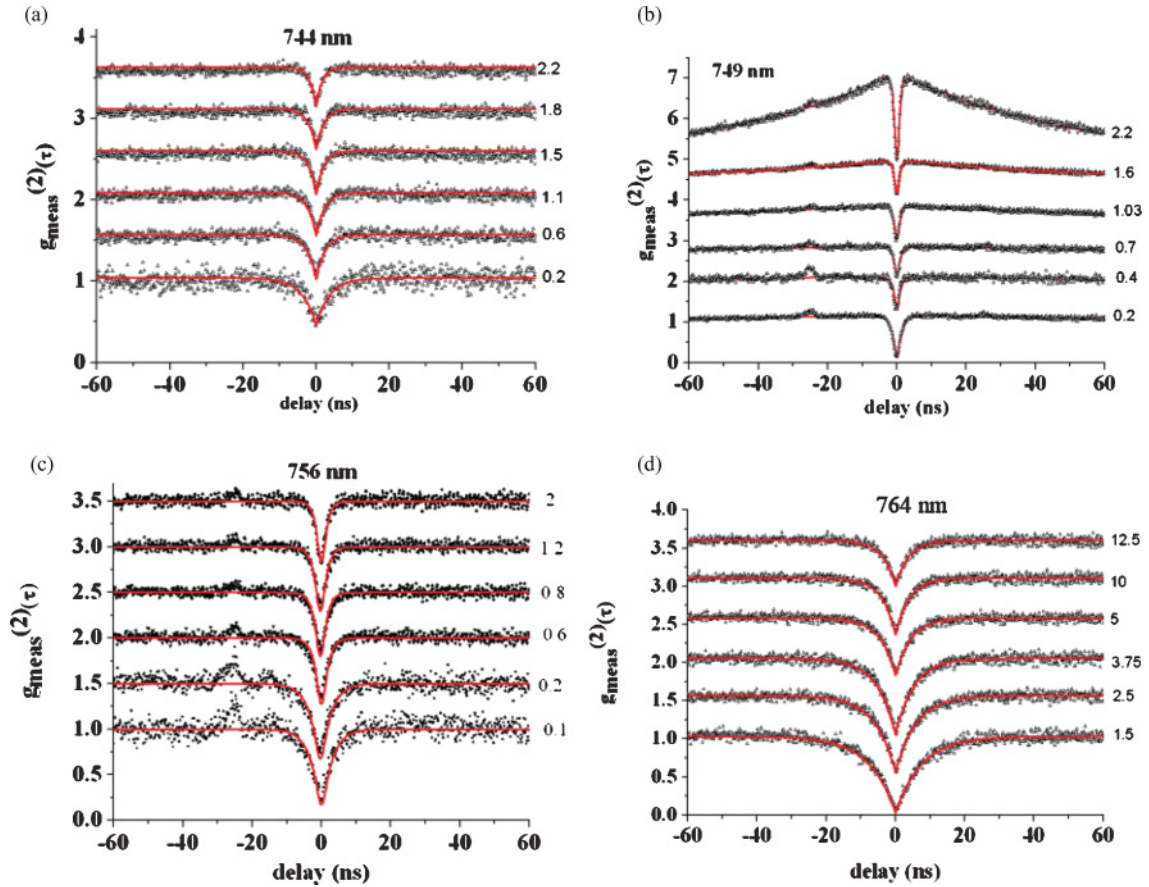 (a)
744 nm
4
3
2
1
0
2.2
1.8
1.5
1.1
0.6
0.2
-60 -40 -20 0 20 40 60
delay (ns)
g_meas^(2)(τ)
(b)
749 nm
7
6
5
4
3
2
1
0
2.2
1.6
1.03
0.7
0.4
0.2
-60 -40 -20 0 20 40 60
delay (ns)
g_meas^(2)(τ)
(c)
756 nm
3.5
3.0
2.5
2.0
1.5
1.0
0.5
0.0
2
1 2
0 8
0 6
0.2
0.1
-60 -40 -20 0 20 40 60
delay (ns)
g_meas^(2)(τ)
(d)
764 nm
4.0
3.5
3.0
2.5
2.0
1.5
1.0
0.5
0.0
12.5
10
5
3.75
2.5
1.5
-60 -40 -20 0 20 40 60
delay (ns)
g_meas^(2)(τ)